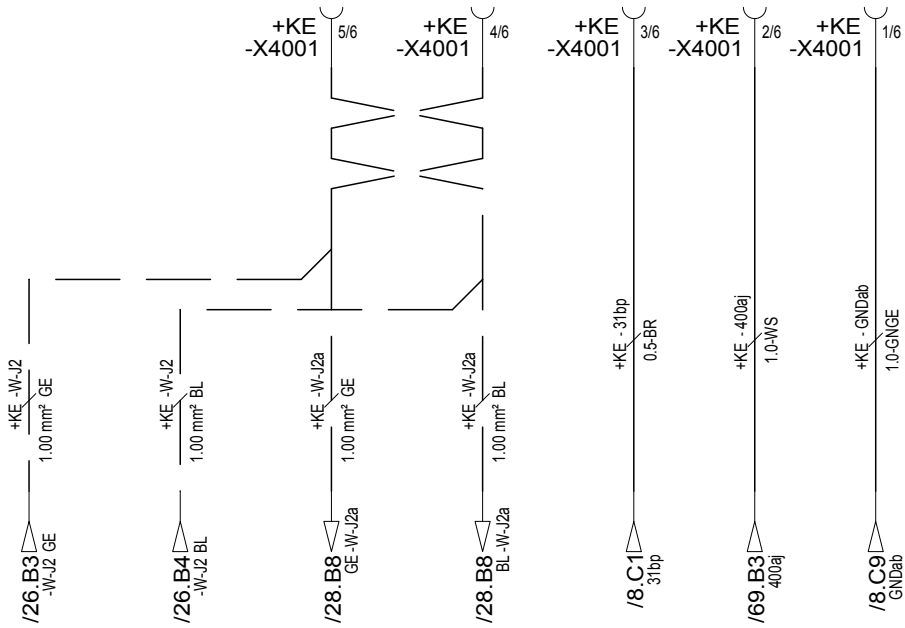 +KE
-X4001
5/6
+KE
-X4001
4/6
+KE
-X4001
3/6
+KE
-X4001
2/6
+KE
-X4001
1/6
+KE -W-J2
1.00 mm² GE
+KE -W-J2
1.00 mm² BL
+KE -W-J2a
1.00 mm² GE
+KE -W-J2a
1.00 mm² BL
+KE - 31bp
0.5-BR
+KE - 400aj
1.0-WS
+KE - GNDab
1.0-GNGE
/26.B3
-W-J2 GE
/26.B4
-W-J2 BL
/28.B8
GE -W-J2a
/28.B8
BL -W-J2a
/8.C1
31bp
/69.B3
400aj
/8.C9
GNDab